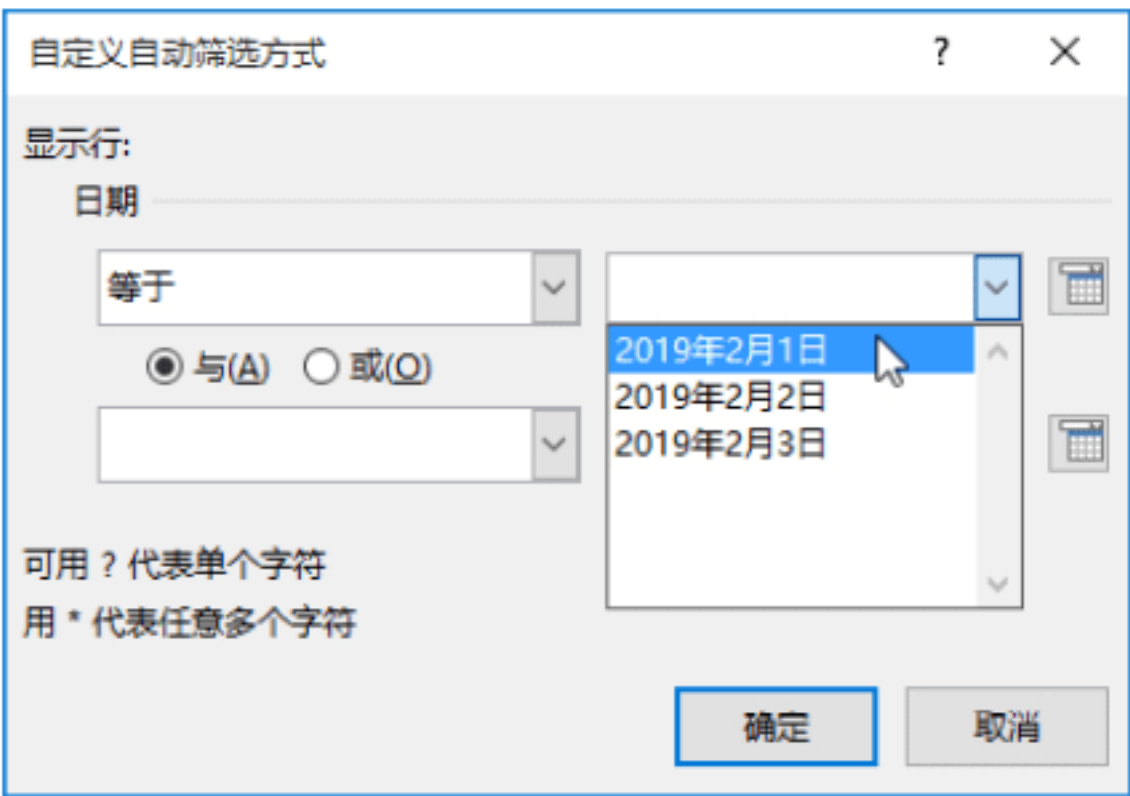 自定义自动筛选方式 ?
显示行:
日期
等于
与(A) 或(O)
2019年2月1日
2019年2月2日
2019年2月3日
可用 ? 代表单个字符
用 * 代表任意多个字符
确定 取消